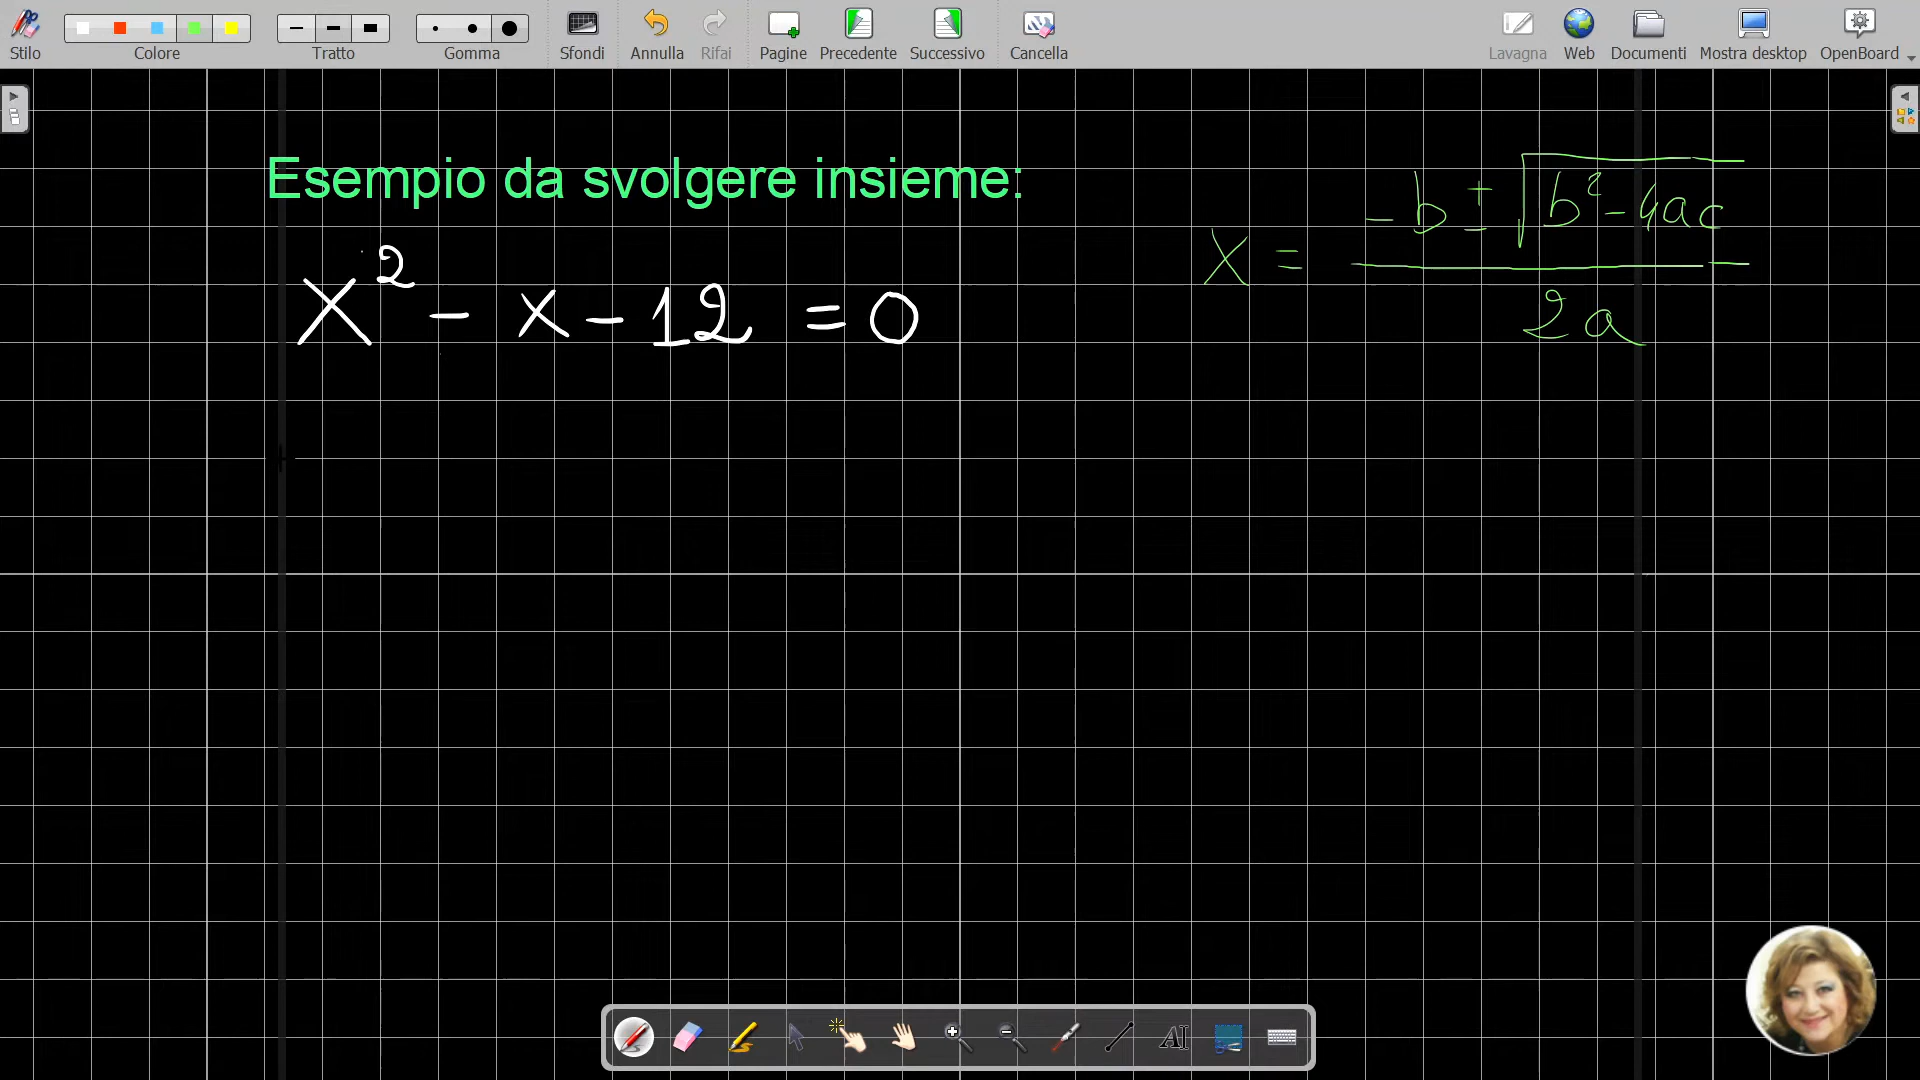 Stilo Colore Tratto Gomma Sfondi Annulla Rifai Pagine Precedente Successivo Cancella Lavagna Web Documenti Mostra desktop OpenBoard
Esempio da svolgere insieme:
x² - x - 12 = 0
x = (-b ± √(b² - 4ac)) / 2a
AI